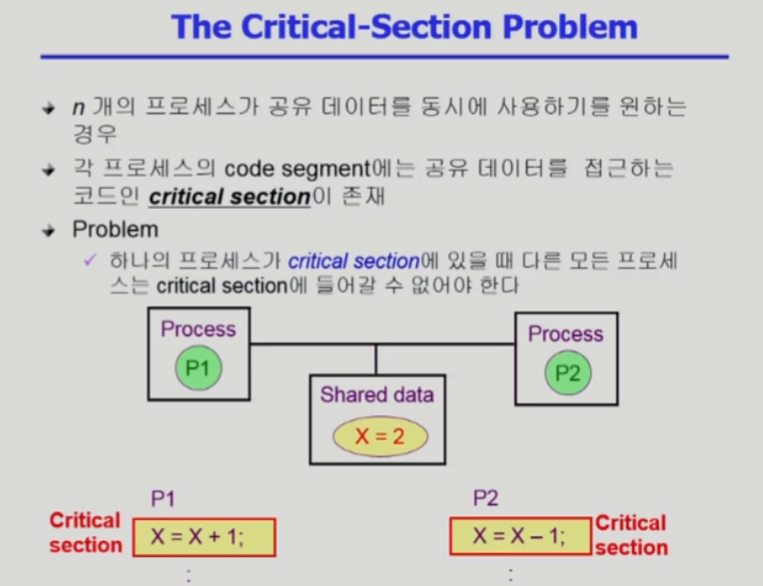 The Critical-Section Problem
n 개의 프로세스가 공유 데이터를 동시에 사용하기를 원하는
경우
각 프로세스의 code segment에는 공유 데이터를 접근하는
코드인 critical section이 존재
Problem
하나의 프로세스가 critical section에 있을 때 다른 모든 프로세
스는 critical section에 들어갈 수 없어야 한다
Process
P1
Process
P2
Shared data
X = 2
P1
Critical
section
X = X + 1;
:
P2
X = X – 1;
Critical
section
: